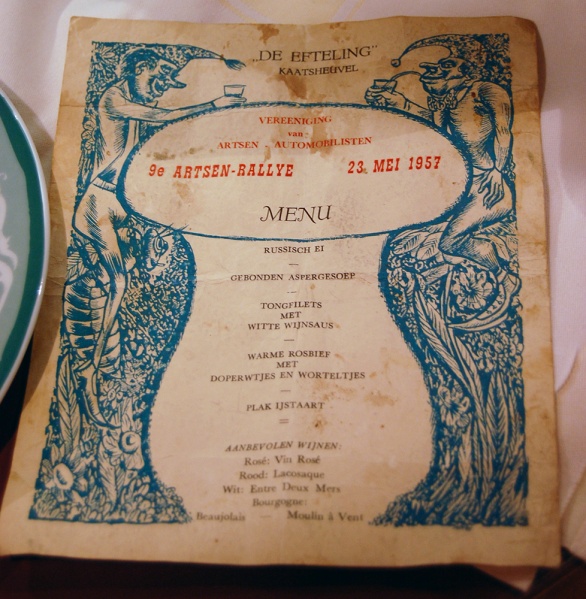 „DE EFTELING"
KAATSHEUVEL
VEREENIGING
van
ARTSEN - AUTOMOBILISTEN
9e ARTSEN-RALLYE 23 MEI 1957
MENU
RUSSISCH EI
—
GEBONDEN ASPERGESOEP
—
TONGFILETS
MET
WITTE WIJNSAUS
—
WARME ROSBIEF
MET
DOPERWTJES EN WORTELTJES
—
PLAK IJSTAART
=
AANBEVOLEN WIJNEN:
Rosé: Vin Rosé
Rood: Lacosaque
Wit: Entre Deux Mers
Bourgogne:
Beaujolais — Moulin à Vent